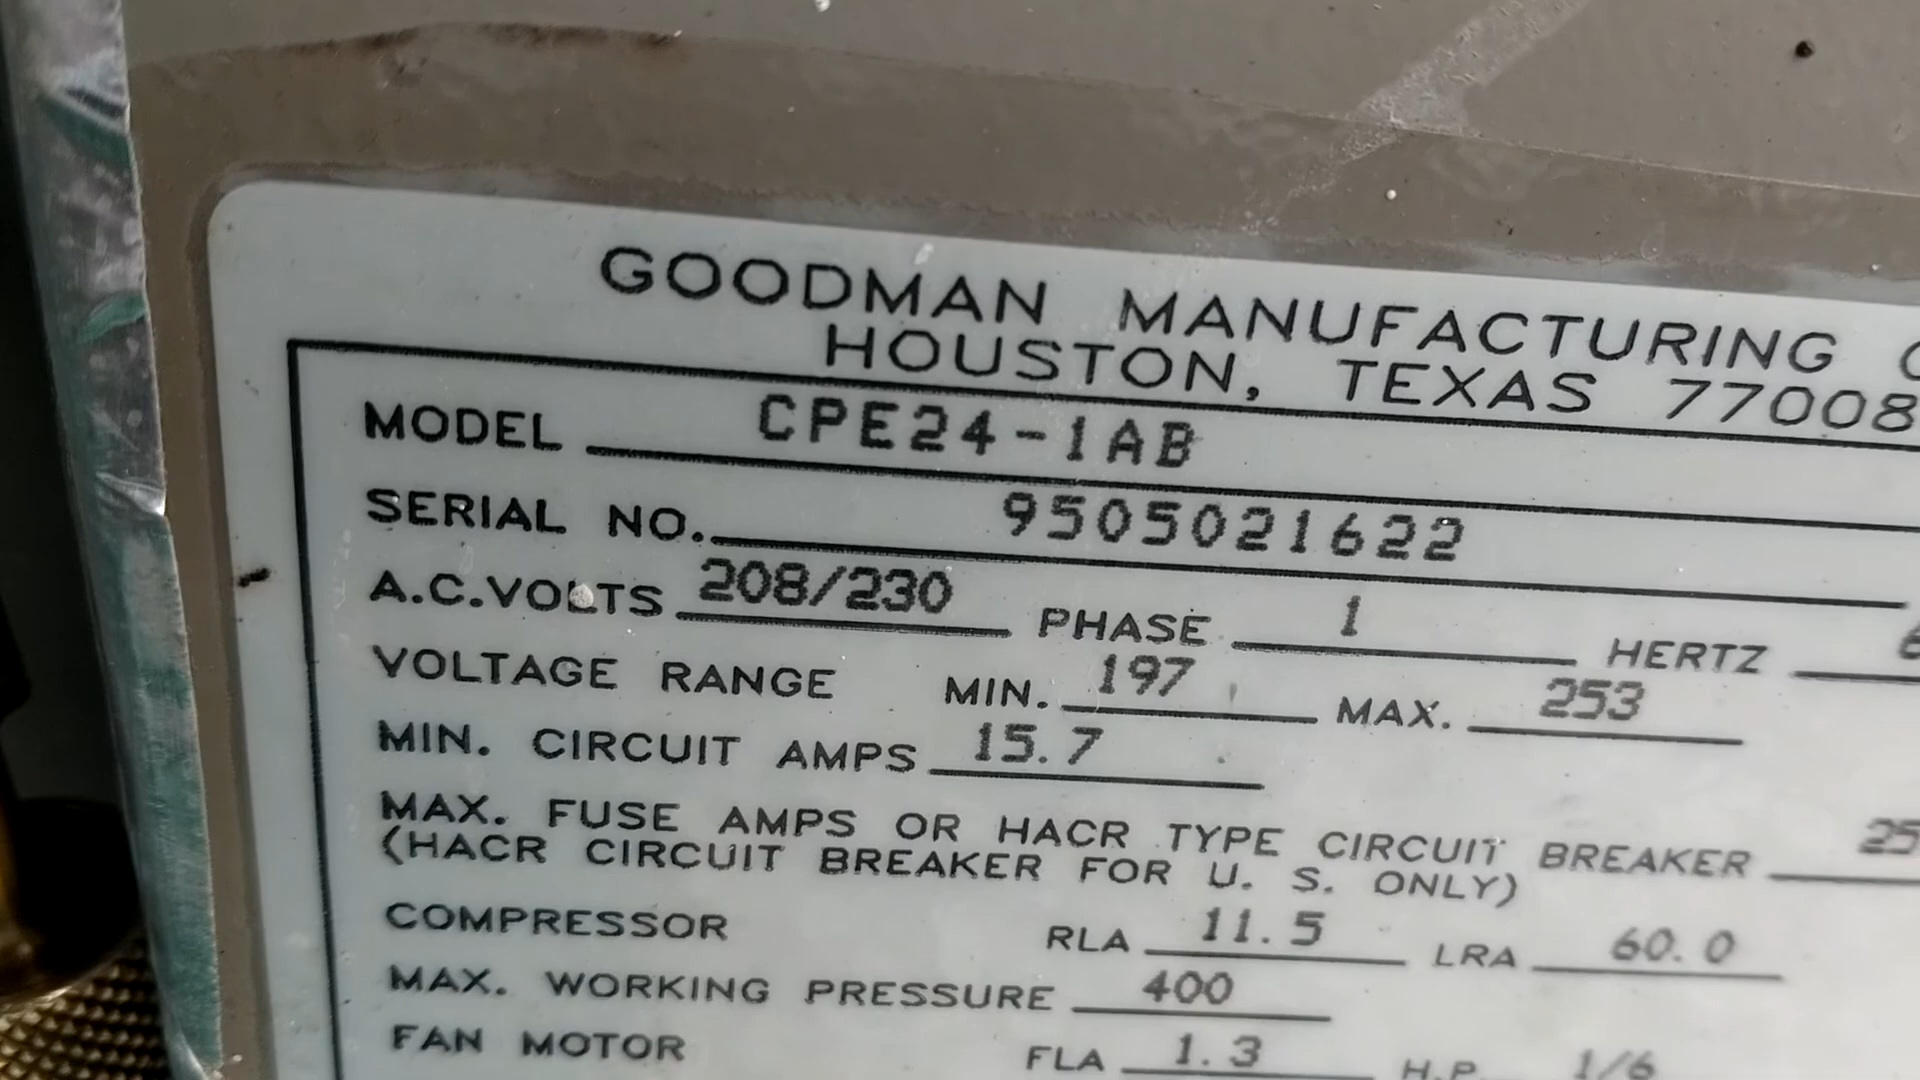 GOODMAN MANUFACTURING
HOUSTON, TEXAS 77008
MODEL CPE24-1AB
SERIAL NO. 9505021622
A.C.VOLTS 208/230 PHASE 1 HERTZ
VOLTAGE RANGE MIN. 197 MAX. 253
MIN. CIRCUIT AMPS 15.7
MAX. FUSE AMPS OR HACR TYPE CIRCUIT BREAKER 25
(HACR CIRCUIT BREAKER FOR U. S. ONLY)
COMPRESSOR RLA 11.5 LRA 60.0
MAX. WORKING PRESSURE 400
FAN MOTOR FLA 1.3 H.P. 1/6